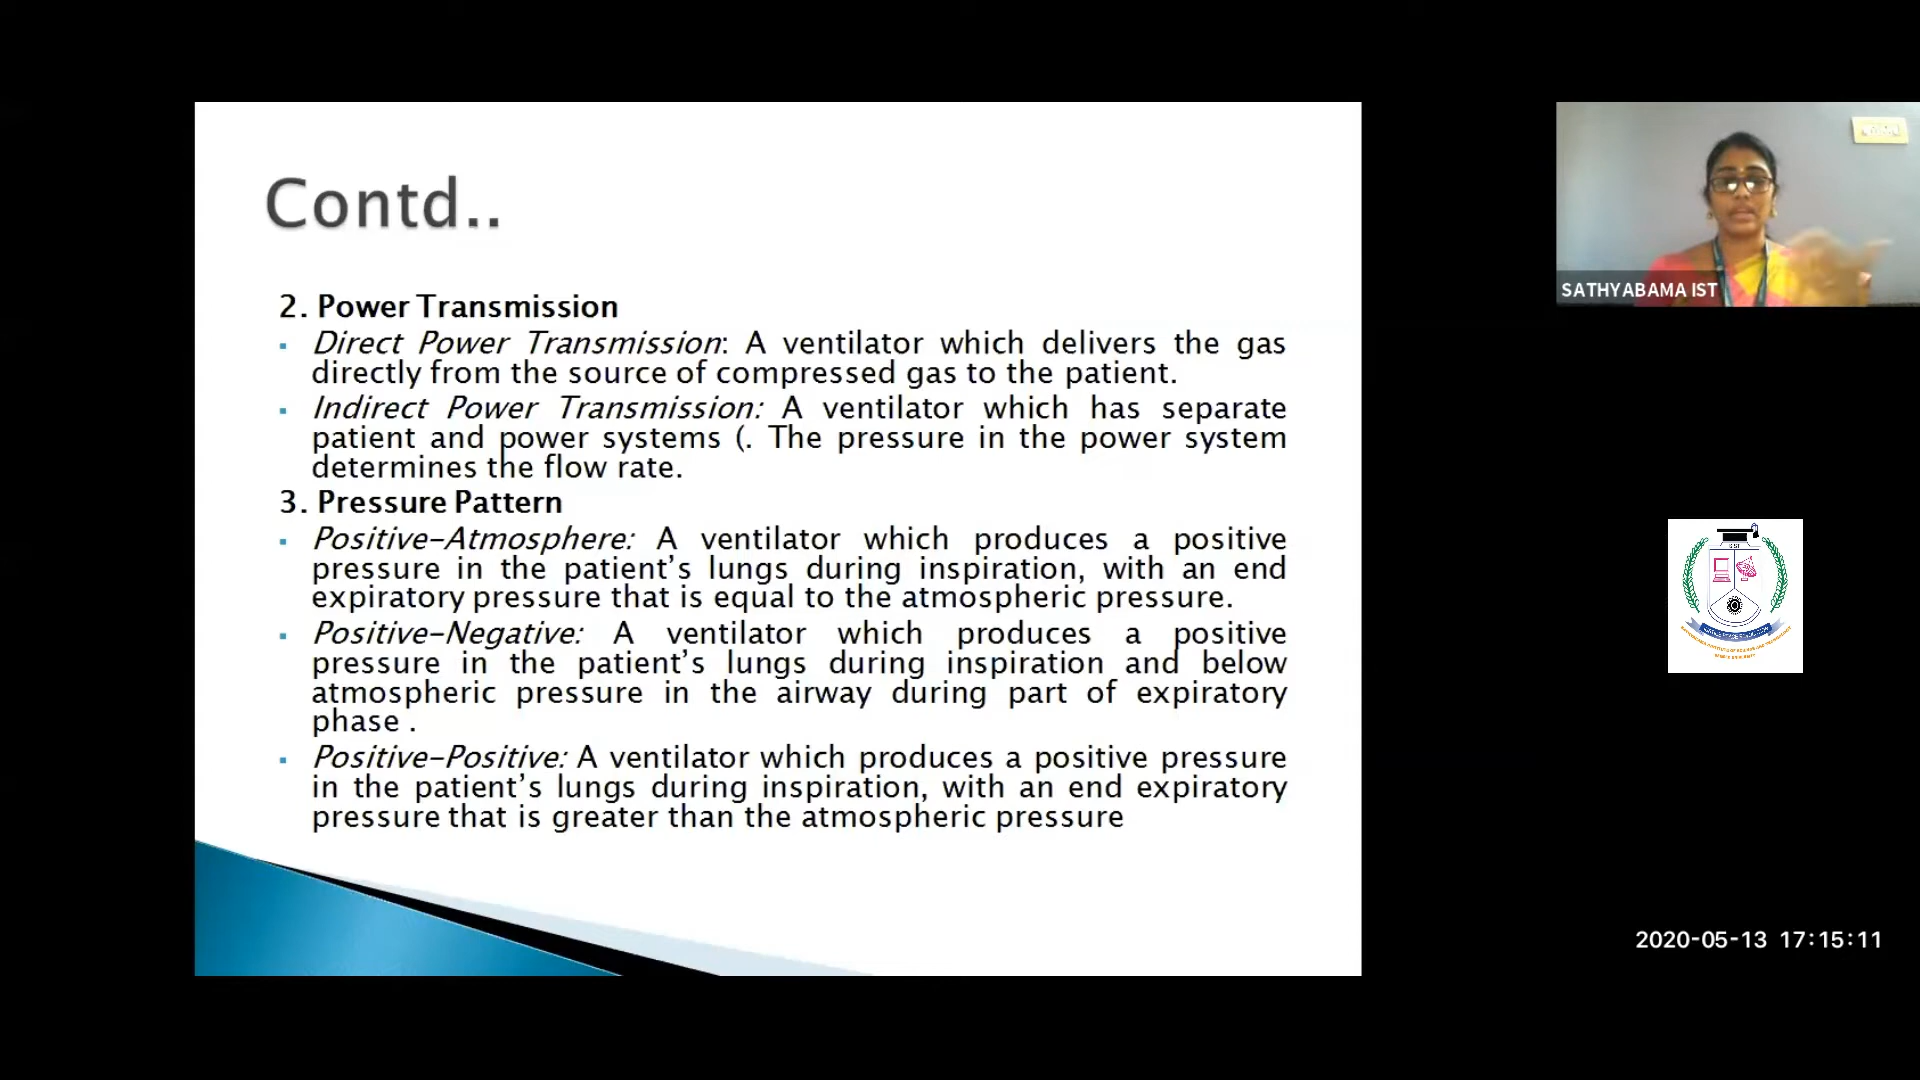 Contd..
2. Power Transmission
▪ Direct Power Transmission: A ventilator which delivers the gas
directly from the source of compressed gas to the patient.
▪ Indirect Power Transmission: A ventilator which has separate
patient and power systems (. The pressure in the power system
determines the flow rate.
3. Pressure Pattern
▪ Positive-Atmosphere: A ventilator which produces a positive
pressure in the patient’s lungs during inspiration, with an end
expiratory pressure that is equal to the atmospheric pressure.
▪ Positive-Negative: A ventilator which produces a positive
pressure in the patient’s lungs during inspiration and below
atmospheric pressure in the airway during part of expiratory
phase .
▪ Positive-Positive: A ventilator which produces a positive pressure
in the patient’s lungs during inspiration, with an end expiratory
pressure that is greater than the atmospheric pressure
SATHYABAMA IST
2020-05-13 17:15:11